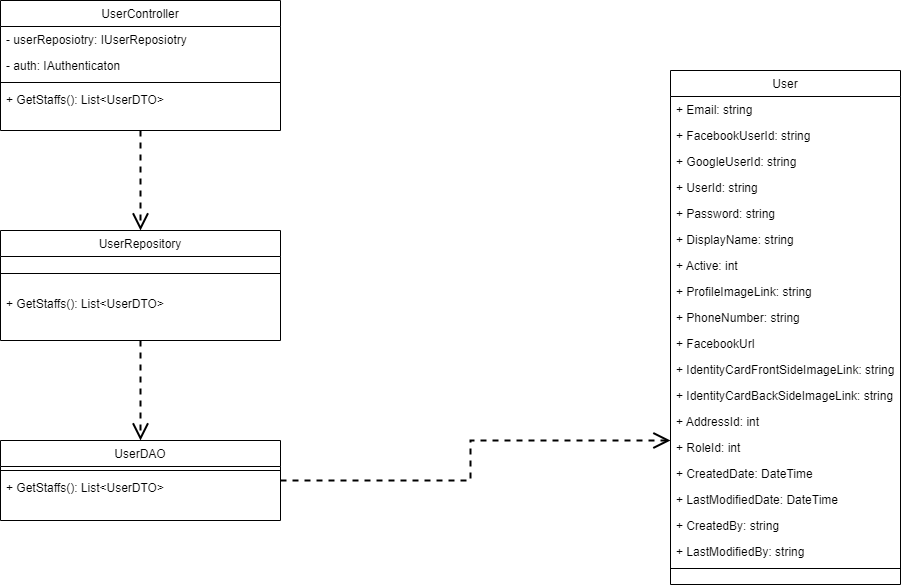 UserController
- userReposiotry: IUserReposiotry
- auth: IAuthenticaton
+ GetStaffs(): List<UserDTO>
UserRepository
+ GetStaffs(): List<UserDTO>
UserDAO
+ GetStaffs(): List<UserDTO>
User
+ Email: string
+ FacebookUserId: string
+ GoogleUserId: string
+ UserId: string
+ Password: string
+ DisplayName: string
+ Active: int
+ ProfileImageLink: string
+ PhoneNumber: string
+ FacebookUrl
+ IdentityCardFrontSideImageLink: string
+ IdentityCardBackSideImageLink: string
+ AddressId: int
+ RoleId: int
+ CreatedDate: DateTime
+ LastModifiedDate: DateTime
+ CreatedBy: string
+ LastModifiedBy: string